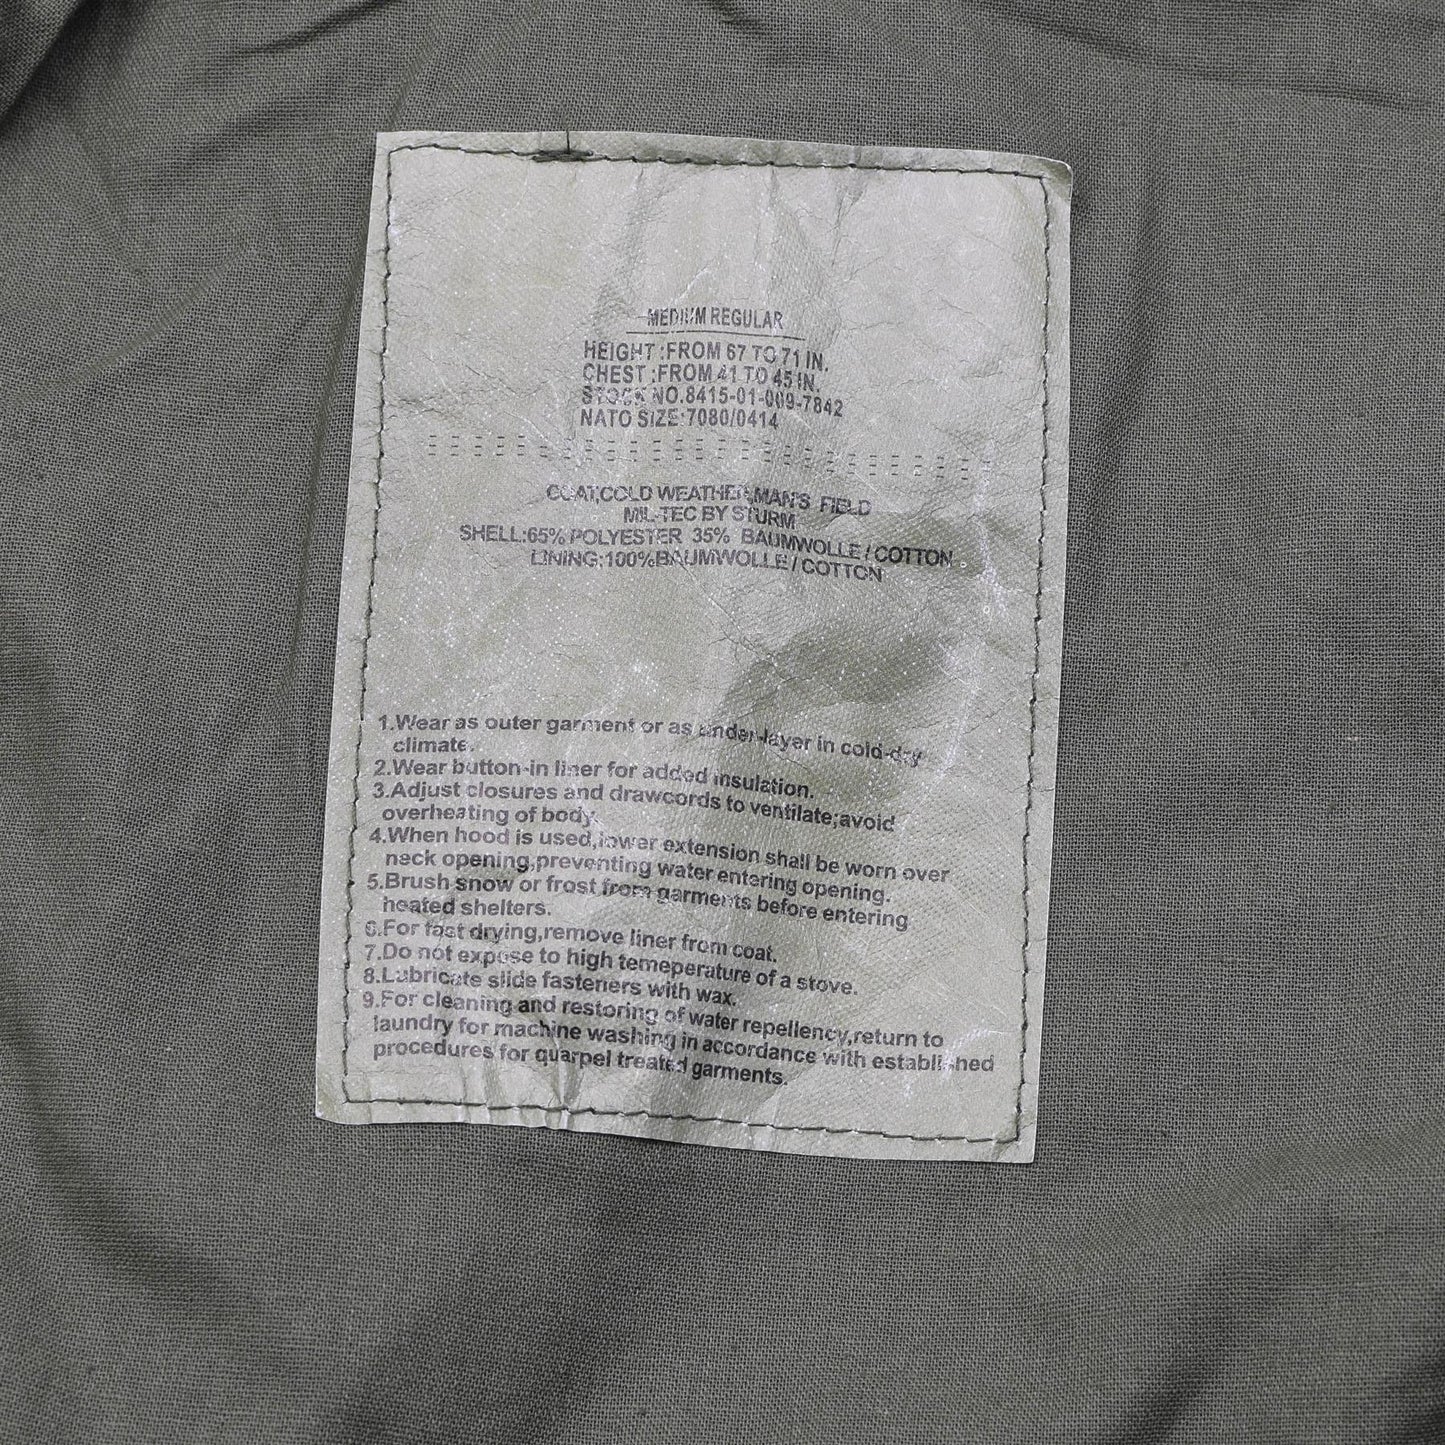 MEDIUM REGULAR
HEIGHT :FROM 67 TO 71 IN.
CHEST :FROM 41 TO 45 IN.
STOCK NO.8415-01-009-7842
NATO SIZE:7080/0414
COAT,COLD WEATHER,MAN'S FIELD
MIL-TEC BY STURM
SHELL:65% POLYESTER 35% BAUMWOLLE / COTTON
LINING:100%BAUMWOLLE / COTTON
1.Wear as outer garment or as under-layer in cold-dry
climate.
2.Wear button-in liner for added insulation.
3.Adjust closures and drawcords to ventilate;avoid
overheating of body.
4.When hood is used,lower extension shall be worn over
neck opening,preventing water entering opening.
5.Brush snow or frost from garments before entering
heated shelters.
6.For fast drying,remove liner from coat.
7.Do not expose to high temeperature of a stove.
8.Lubricate slide fasteners with wax.
9.For cleaning and restoring of water repellency,return to
laundry for machine washing in accordance with established
procedures for quarpel treated garments.